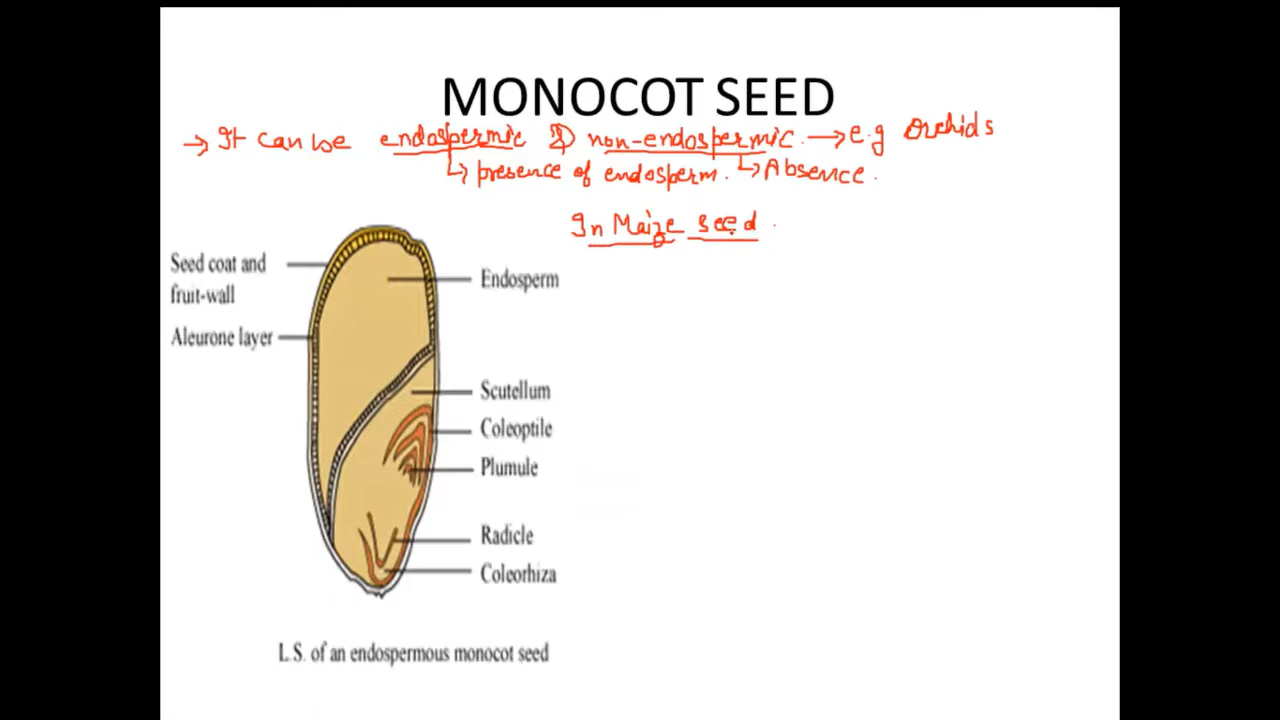 MONOCOT SEED
→ It can be endospermic & non-endospermic. → e.g Orchids
↳ presence of endosperm. ↳ Absence.
In Maize seed.
Seed coat and
fruit-wall
Aleurone layer
Endosperm
Scutellum
Coleoptile
Plumule
Radicle
Coleorhiza
L.S. of an endospermous monocot seed